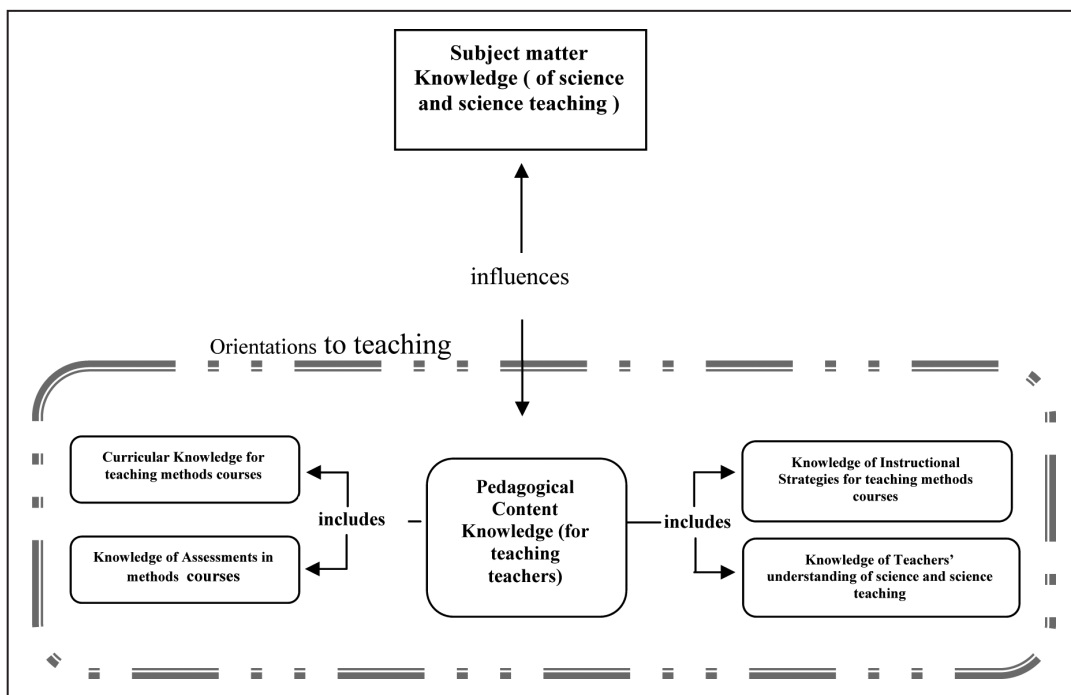 Subject matter
Knowledge ( of science
and science teaching )
influences
Orientations to teaching
Curricular Knowledge for
teaching methods courses
includes
Knowledge of Assessments in
methods courses
Pedagogical
Content
Knowledge (for
teaching
teachers)
includes
Knowledge of Instructional
Strategies for teaching methods
courses
Knowledge of Teachers'
understanding of science and science
teaching